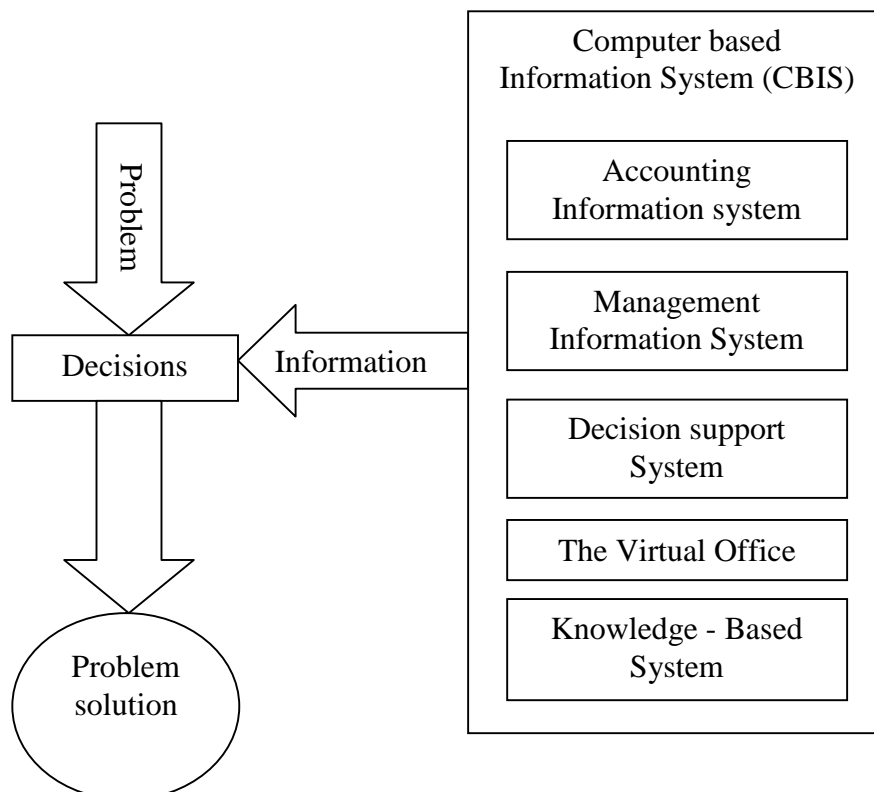 Computer based
Information System (CBIS)
Problem
Accounting
Information system
Management
Information System
Decisions
Information
Decision support
System
The Virtual Office
Knowledge - Based
System
Problem
solution